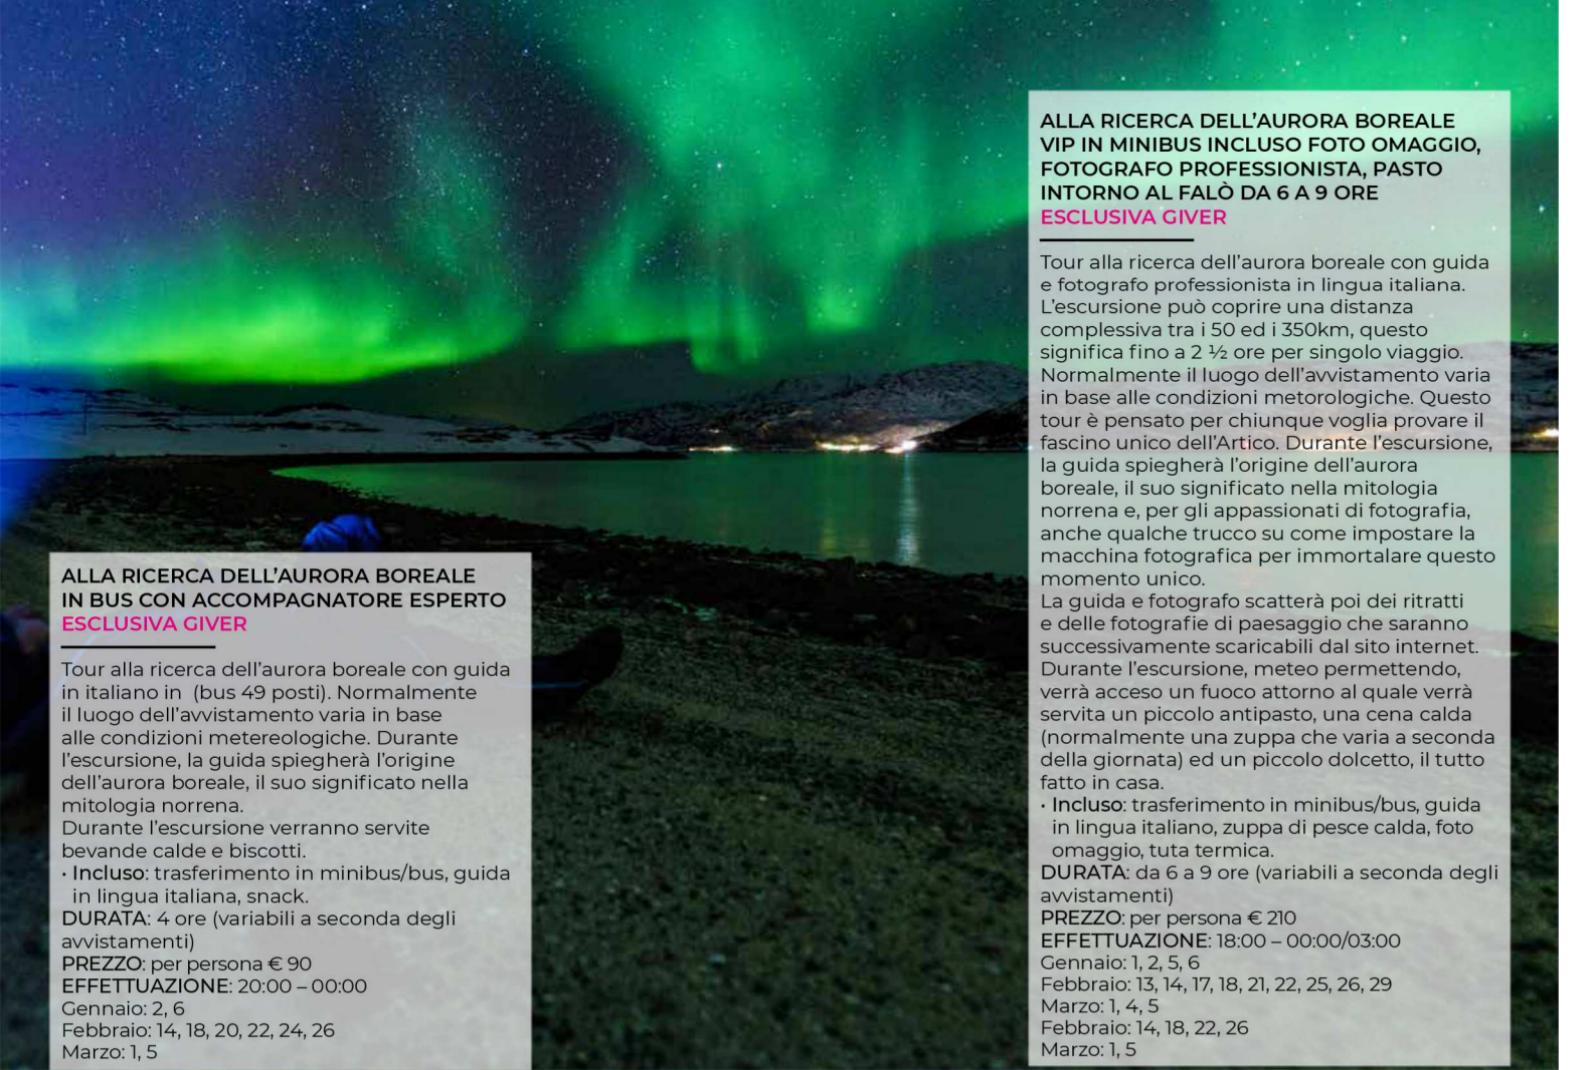 ALLA RICERCA DELL'AURORA BOREALE
IN BUS CON ACCOMPAGNATORE ESPERTO
ESCLUSIVA GIVER
Tour alla ricerca dell'aurora boreale con guida
in italiano in (bus 49 posti). Normalmente
il luogo dell'avvistamento varia in base
alle condizioni metereologiche. Durante
l'escursione, la guida spiegherà l'origine
dell'aurora boreale, il suo significato nella
mitologia norrena.
Durante l'escursione verranno servite
bevande calde e biscotti.
• Incluso: trasferimento in minibus/bus, guida
in lingua italiana, snack.
DURATA: 4 ore (variabili a seconda degli
avvistamenti)
PREZZO: per persona € 90
EFFETTUAZIONE: 20:00 – 00:00
Gennaio: 2, 6
Febbraio: 14, 18, 20, 22, 24, 26
Marzo: 1, 5
ALLA RICERCA DELL'AURORA BOREALE
VIP IN MINIBUS INCLUSO FOTO OMAGGIO,
FOTOGRAFO PROFESSIONISTA, PASTO
INTORNO AL FALÒ DA 6 A 9 ORE
ESCLUSIVA GIVER
Tour alla ricerca dell'aurora boreale con guida
e fotografo professionista in lingua italiana.
L'escursione può coprire una distanza
complessiva tra i 50 ed i 350km, questo
significa fino a 2 ½ ore per singolo viaggio.
Normalmente il luogo dell'avvistamento varia
in base alle condizioni metorologiche. Questo
tour è pensato per chiunque voglia provare il
fascino unico dell'Artico. Durante l'escursione,
la guida spiegherà l'origine dell'aurora
boreale, il suo significato nella mitologia
norrena e, per gli appassionati di fotografia,
anche qualche trucco su come impostare la
macchina fotografica per immortalare questo
momento unico.
La guida e fotografo scatterà poi dei ritratti
e delle fotografie di paesaggio che saranno
successivamente scaricabili dal sito internet.
Durante l'escursione, meteo permettendo,
verrà acceso un fuoco attorno al quale verrà
servita un piccolo antipasto, una cena calda
(normalmente una zuppa che varia a seconda
della giornata) ed un piccolo dolcetto, il tutto
fatto in casa.
• Incluso: trasferimento in minibus/bus, guida
in lingua italiano, zuppa di pesce calda, foto
omaggio, tuta termica.
DURATA: da 6 a 9 ore (variabili a seconda degli
avvistamenti)
PREZZO: per persona € 210
EFFETTUAZIONE: 18:00 – 00:00/03:00
Gennaio: 1, 2, 5, 6
Febbraio: 13, 14, 17, 18, 21, 22, 25, 26, 29
Marzo: 1, 4, 5
Febbraio: 14, 18, 22, 26
Marzo: 1, 5